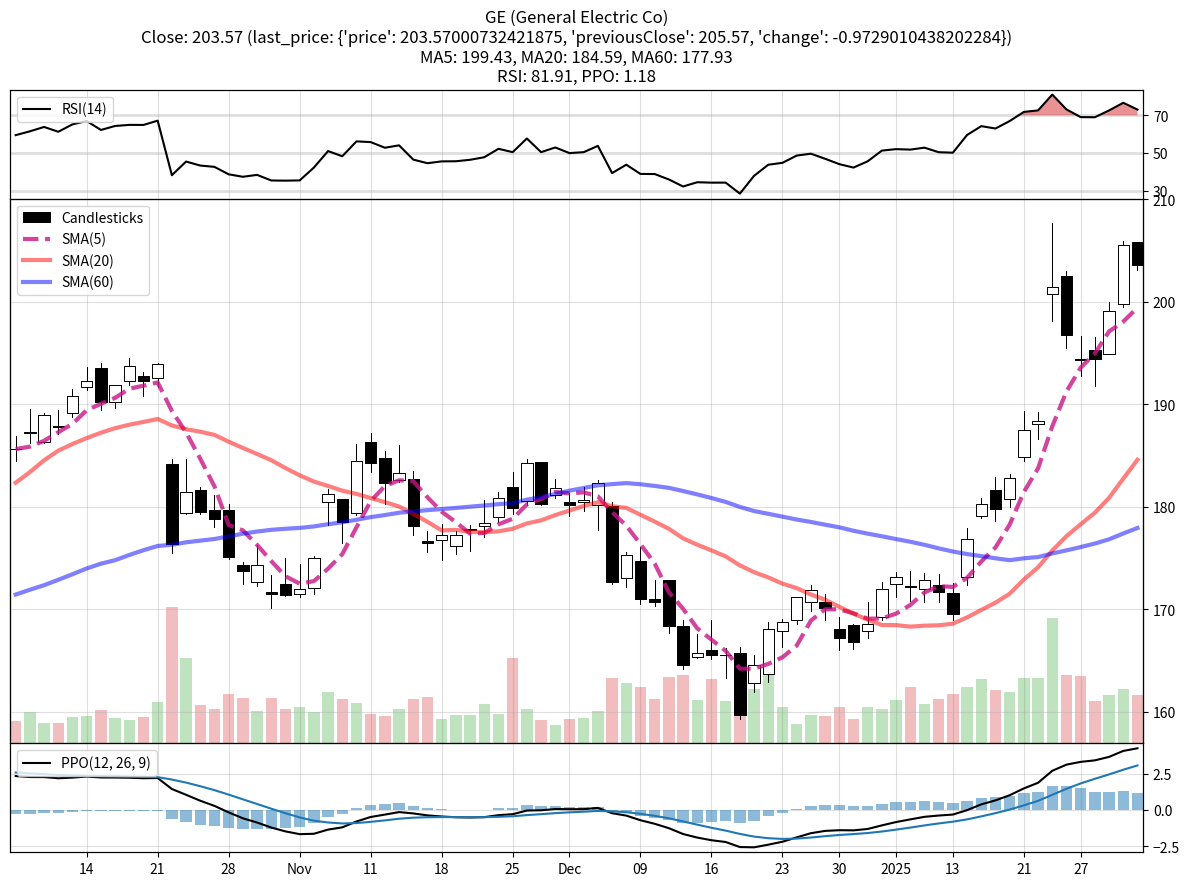 GE (General Electric Co)
Close: 203.57 (last_price: {'price': 203.57000732421875, 'previousClose': 205.57, 'change': -0.9729010438202284})
MA5: 199.43, MA20: 184.59, MA60: 177.93
RSI: 81.91, PPO: 1.18
RSI(14)
70
50
30
210
Candlesticks
SMA(5)
SMA(20)
SMA(60)
200
190
180
170
160
PPO(12, 26, 9)
2.5
0.0
−2.5
14 21 28 Nov 11 18 25 Dec 09 16 23 30 2025 13 21 27